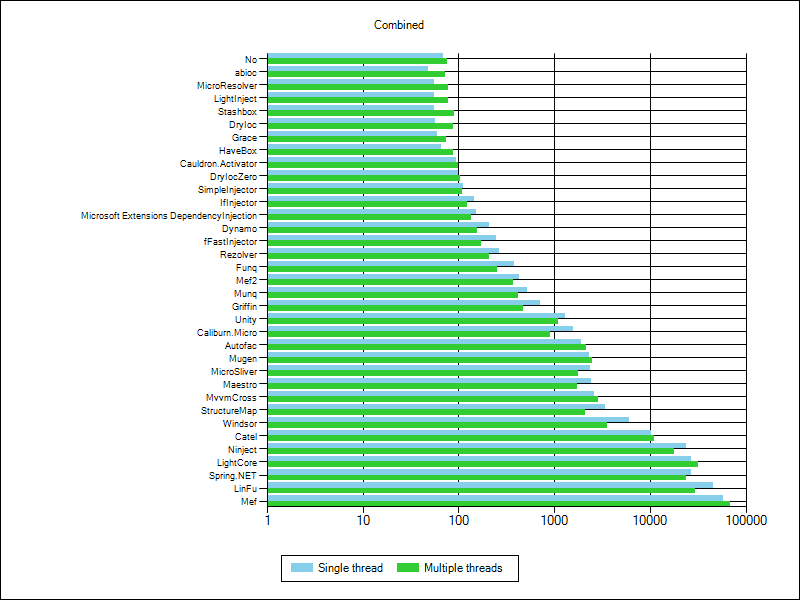 Combined
No
abioc
MicroResolver
LightInject
Stashbox
DryIoc
Grace
HaveBox
Cauldron.Activator
DryIocZero
SimpleInjector
IfInjector
Microsoft Extensions DependencyInjection
Dynamo
fFastInjector
Rezolver
Funq
Mef2
Munq
Griffin
Unity
Caliburn.Micro
Autofac
Mugen
MicroSliver
Maestro
MvvmCross
StructureMap
Windsor
Catel
Ninject
LightCore
Spring.NET
LinFu
Mef
1 10 100 1000 10000 100000
Single thread Multiple threads